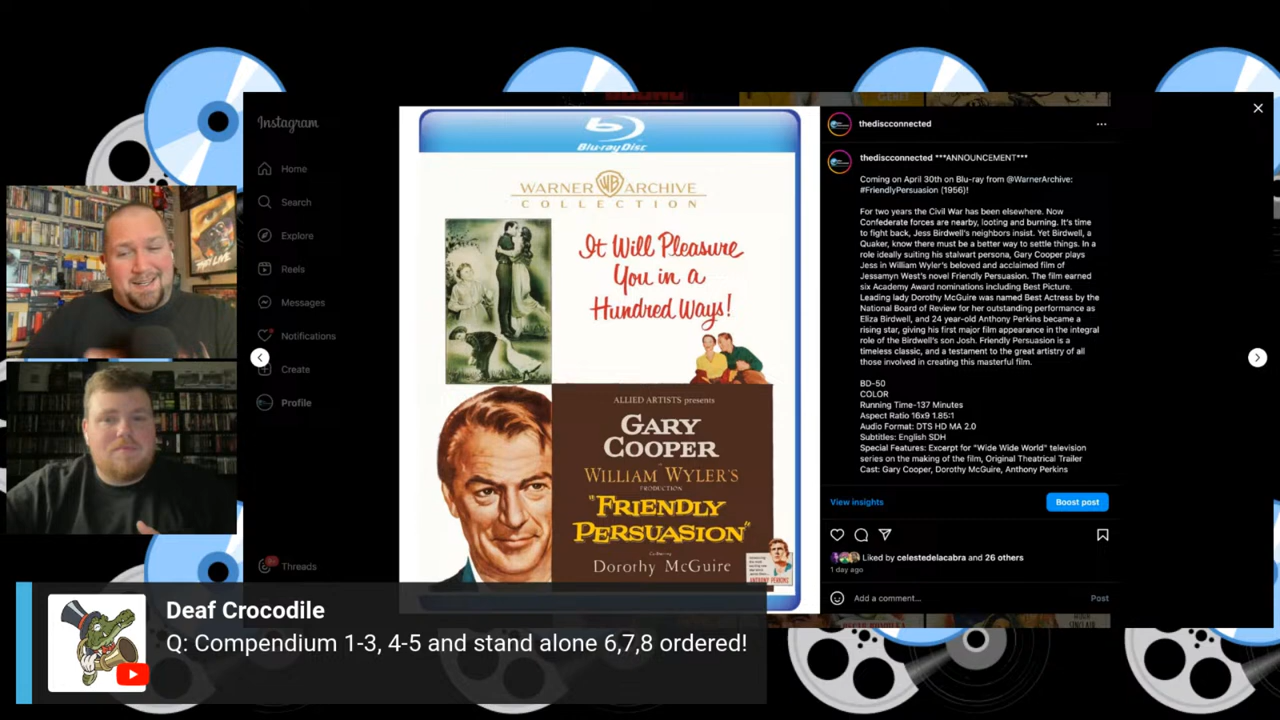 Instagram
Home
Search
Explore
Reels
Messages
Notifications
Create
Profile
Threads
THEY LIVE
Blu-ray Disc
WARNER WB ARCHIVE
COLLECTION
It Will Pleasure
You in a
Hundred Ways!
ALLIED ARTISTS presents
GARY
COOPER
WILLIAM WYLER'S
PRODUCTION
"FRIENDLY
PERSUASION"
Dorothy McGuire
ANTHONY PERKINS
thediscconnected
thediscconnected ***ANNOUNCEMENT***
Coming on April 30th on Blu-ray from @WarnerArchive:
#FriendlyPersuasion (1956)!
For two years the Civil War has been elsewhere. Now
Confederate forces are nearby, looting and burning. It's time
to fight back, Jess Birdwell's neighbors insist. Yet Birdwell, a
Quaker, know there must be a better way to settle things. In a
role ideally suiting his stalwart persona, Gary Cooper plays
Jess in William Wyler's beloved and acclaimed film of
Jessamyn West's novel Friendly Persuasion. The film earned
six Academy Award nominations including Best Picture.
Leading lady Dorothy McGuire was named Best Actress by the
National Board of Review for her outstanding performance as
Eliza Birdwell, and 24 year-old Anthony Perkins became a
rising star, giving his first major film appearance in the integral
role of the Birdwell's son Josh. Friendly Persuasion is a
timeless classic, and a testament to the great artistry of all
those involved in creating this masterful film.
BD-50
COLOR
Running Time-137 Minutes
Aspect Ratio 16x9 1.85:1
Audio Format: DTS HD MA 2.0
Subtitles: English SDH
Special Features: Excerpt for "Wide Wide World" television
series on the making of the film, Original Theatrical Trailer
Cast: Gary Cooper, Dorothy McGuire, Anthony Perkins
View insights
Boost post
Liked by celestedelacabra and 26 others
1 day ago
Add a comment...
Post
Deaf Crocodile
Q: Compendium 1-3, 4-5 and stand alone 6,7,8 ordered!